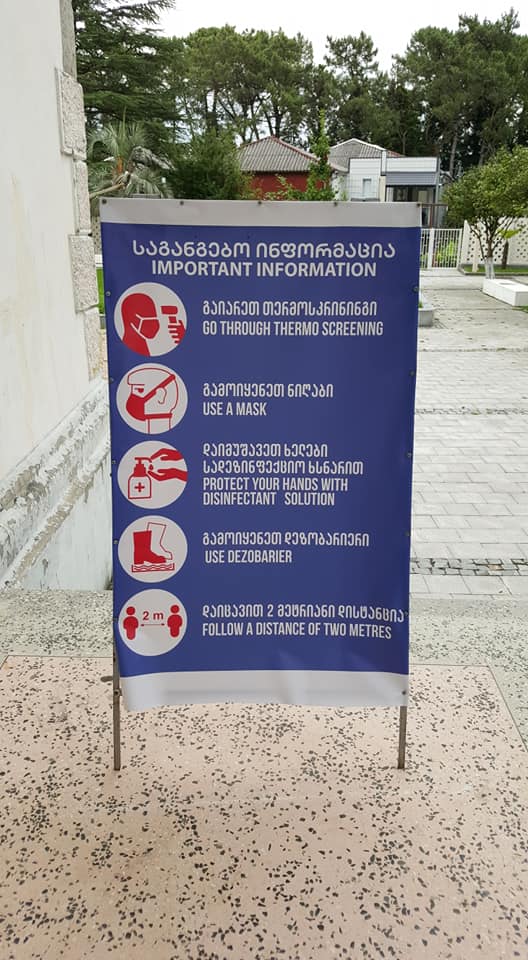 საგანგებო ინფორმაცია
IMPORTANT INFORMATION
გაიარეთ თერმოსკრინინგი
GO THROUGH THERMO SCREENING
გამოიყენეთ ნიღაბი
USE A MASK
დაიმუშავეთ ხელები
სადეზინფექციო ხსნარით
PROTECT YOUR HANDS WITH
DISINFECTANT SOLUTION
გამოიყენეთ დეზობარიერი
USE DEZOBARIER
2 m
დაიცავით 2 მეტრიანი დისტანცია
FOLLOW A DISTANCE OF TWO METRES